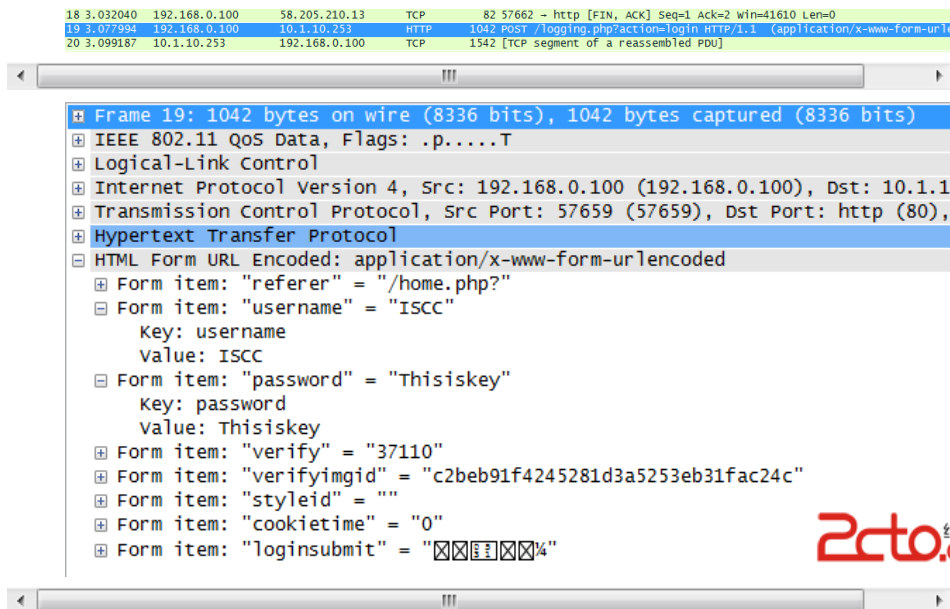 18 3.032040 192.168.0.100 58.205.210.13 TCP 82 57662 → http [FIN, ACK] Seq=1 Ack=2 Win=41610 Len=0
19 3.077994 192.168.0.100 10.1.10.253 HTTP 1042 POST /logging.php?action=login HTTP/1.1 (application/x-www-form-urle
20 3.099187 10.1.10.253 192.168.0.100 TCP 1542 [TCP segment of a reassembled PDU]
Frame 19: 1042 bytes on wire (8336 bits), 1042 bytes captured (8336 bits)
IEEE 802.11 QoS Data, Flags: .p.....T
Logical-Link Control
Internet Protocol Version 4, Src: 192.168.0.100 (192.168.0.100), Dst: 10.1.1
Transmission Control Protocol, Src Port: 57659 (57659), Dst Port: http (80),
Hypertext Transfer Protocol
HTML Form URL Encoded: application/x-www-form-urlencoded
Form item: "referer" = "/home.php?"
Form item: "username" = "ISCC"
Key: username
Value: ISCC
Form item: "password" = "Thisiskey"
Key: password
Value: Thisiskey
Form item: "verify" = "37110"
Form item: "verifyimgid" = "c2beb91f4245281d3a5253eb31fac24c"
Form item: "styleid" = ""
Form item: "cookietime" = "0"
Form item: "loginsubmit" =
2cto.